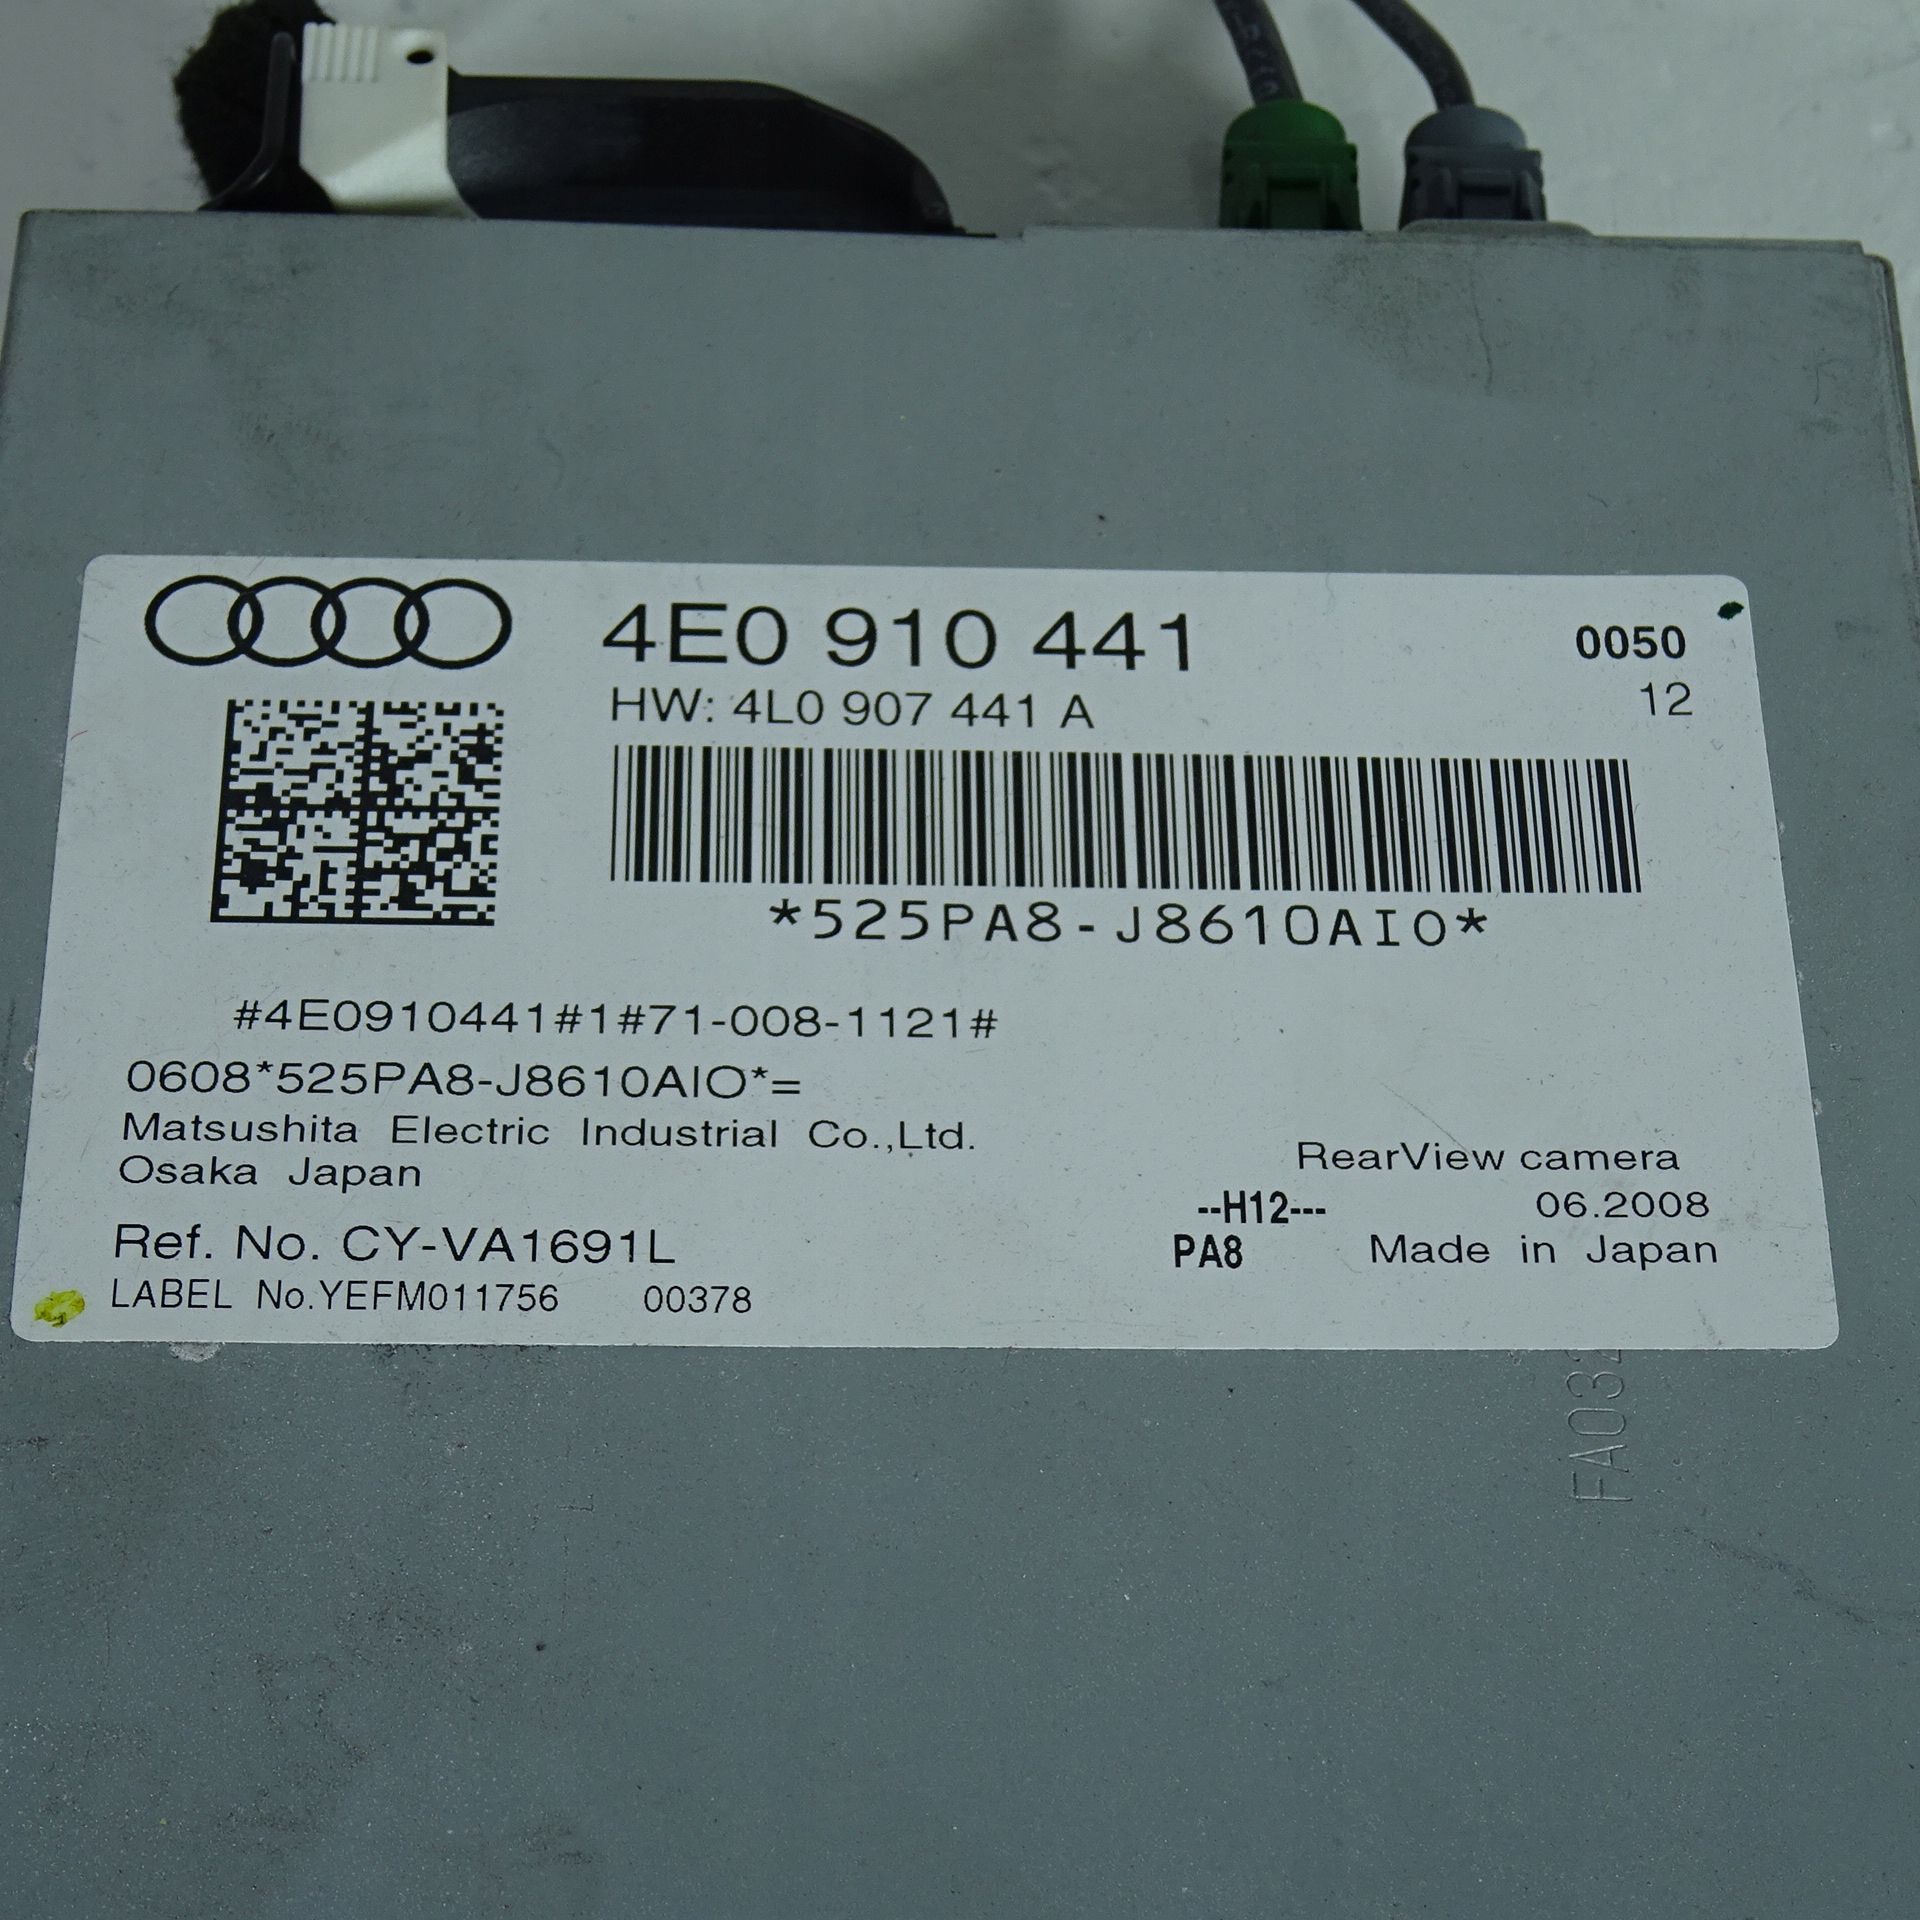 4E0 910 441
0050
HW: 4L0 907 441 A
12
*525PA8-J8610AIO*
#4E0910441#1#71-008-1121#
0608*525PA8-J8610AIO*=
Matsushita Electric Industrial Co.,Ltd.
Osaka Japan
RearView camera
--H12---
06.2008
Ref. No. CY-VA1691L
PA8
Made in Japan
LABEL No.YEFM011756 00378